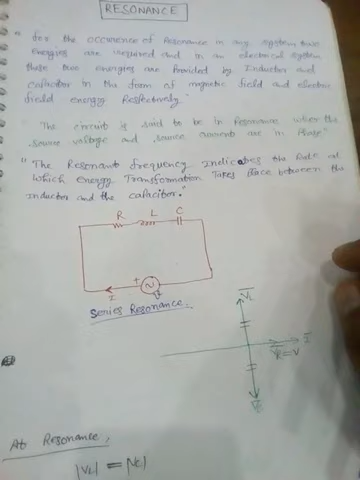 RESONANCE
" For the occurence of Resonance in any system two
energies are required and in an electrical system
these two energies are Provided by Inductor and
Capacitor in the form of magnetic field and electric
field energy Respectively."
"The circuit is said to be in Resonance when the
source voltage and source currents are in Phase"
" The Resonant frequency Indicates the Rate at
which energy Transformation Takes place between the
Inductor and the capacitor."
R L C
+
I
Series Resonance.
VL
I
VR=V
VC
At Resonance,
|VL| = |VC|